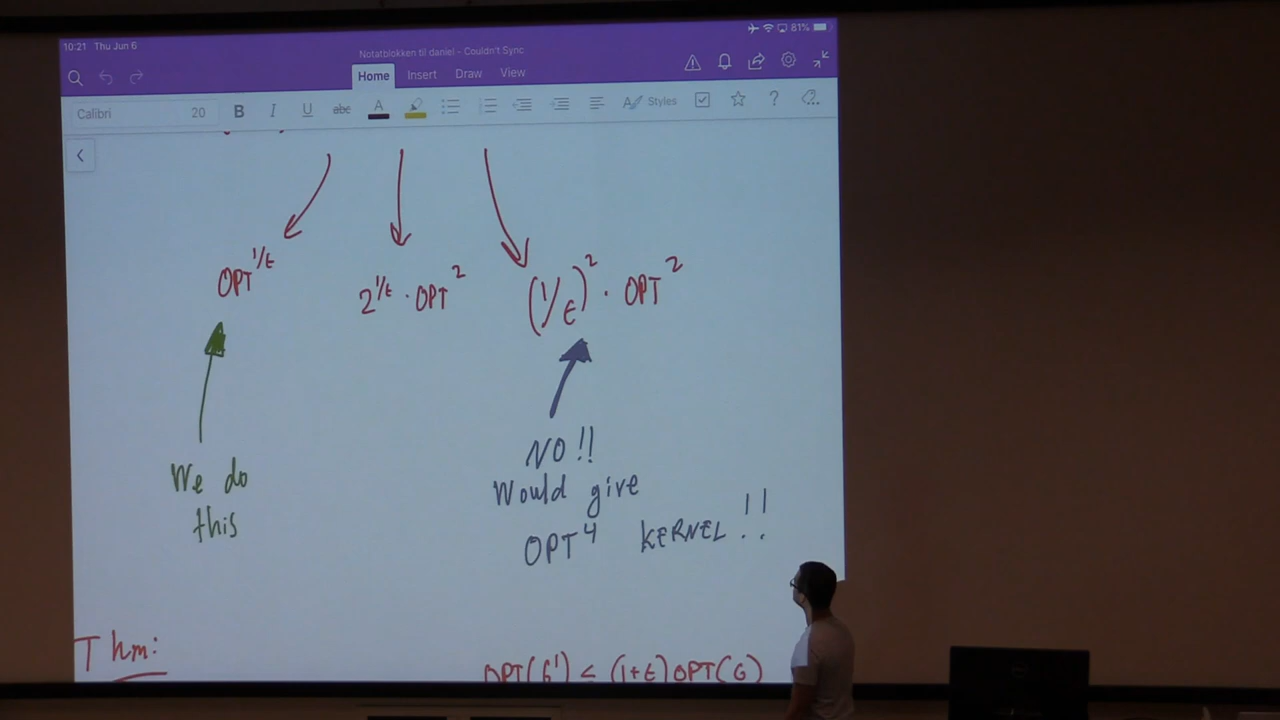 10:21 Thu Jun 6
81%
Notatblokken til daniel - Couldn't Sync
Home Insert Draw View
Calibri 20 B I U abc A Styles ?
OPT^1/ε
2^1/ε · OPT^2
(1/ε)^2 · OPT^2
We do
this
NO!!
Would give
OPT^4 KERNEL!!
Thm:
OPT(G') ≤ (1+ε)OPT(G)